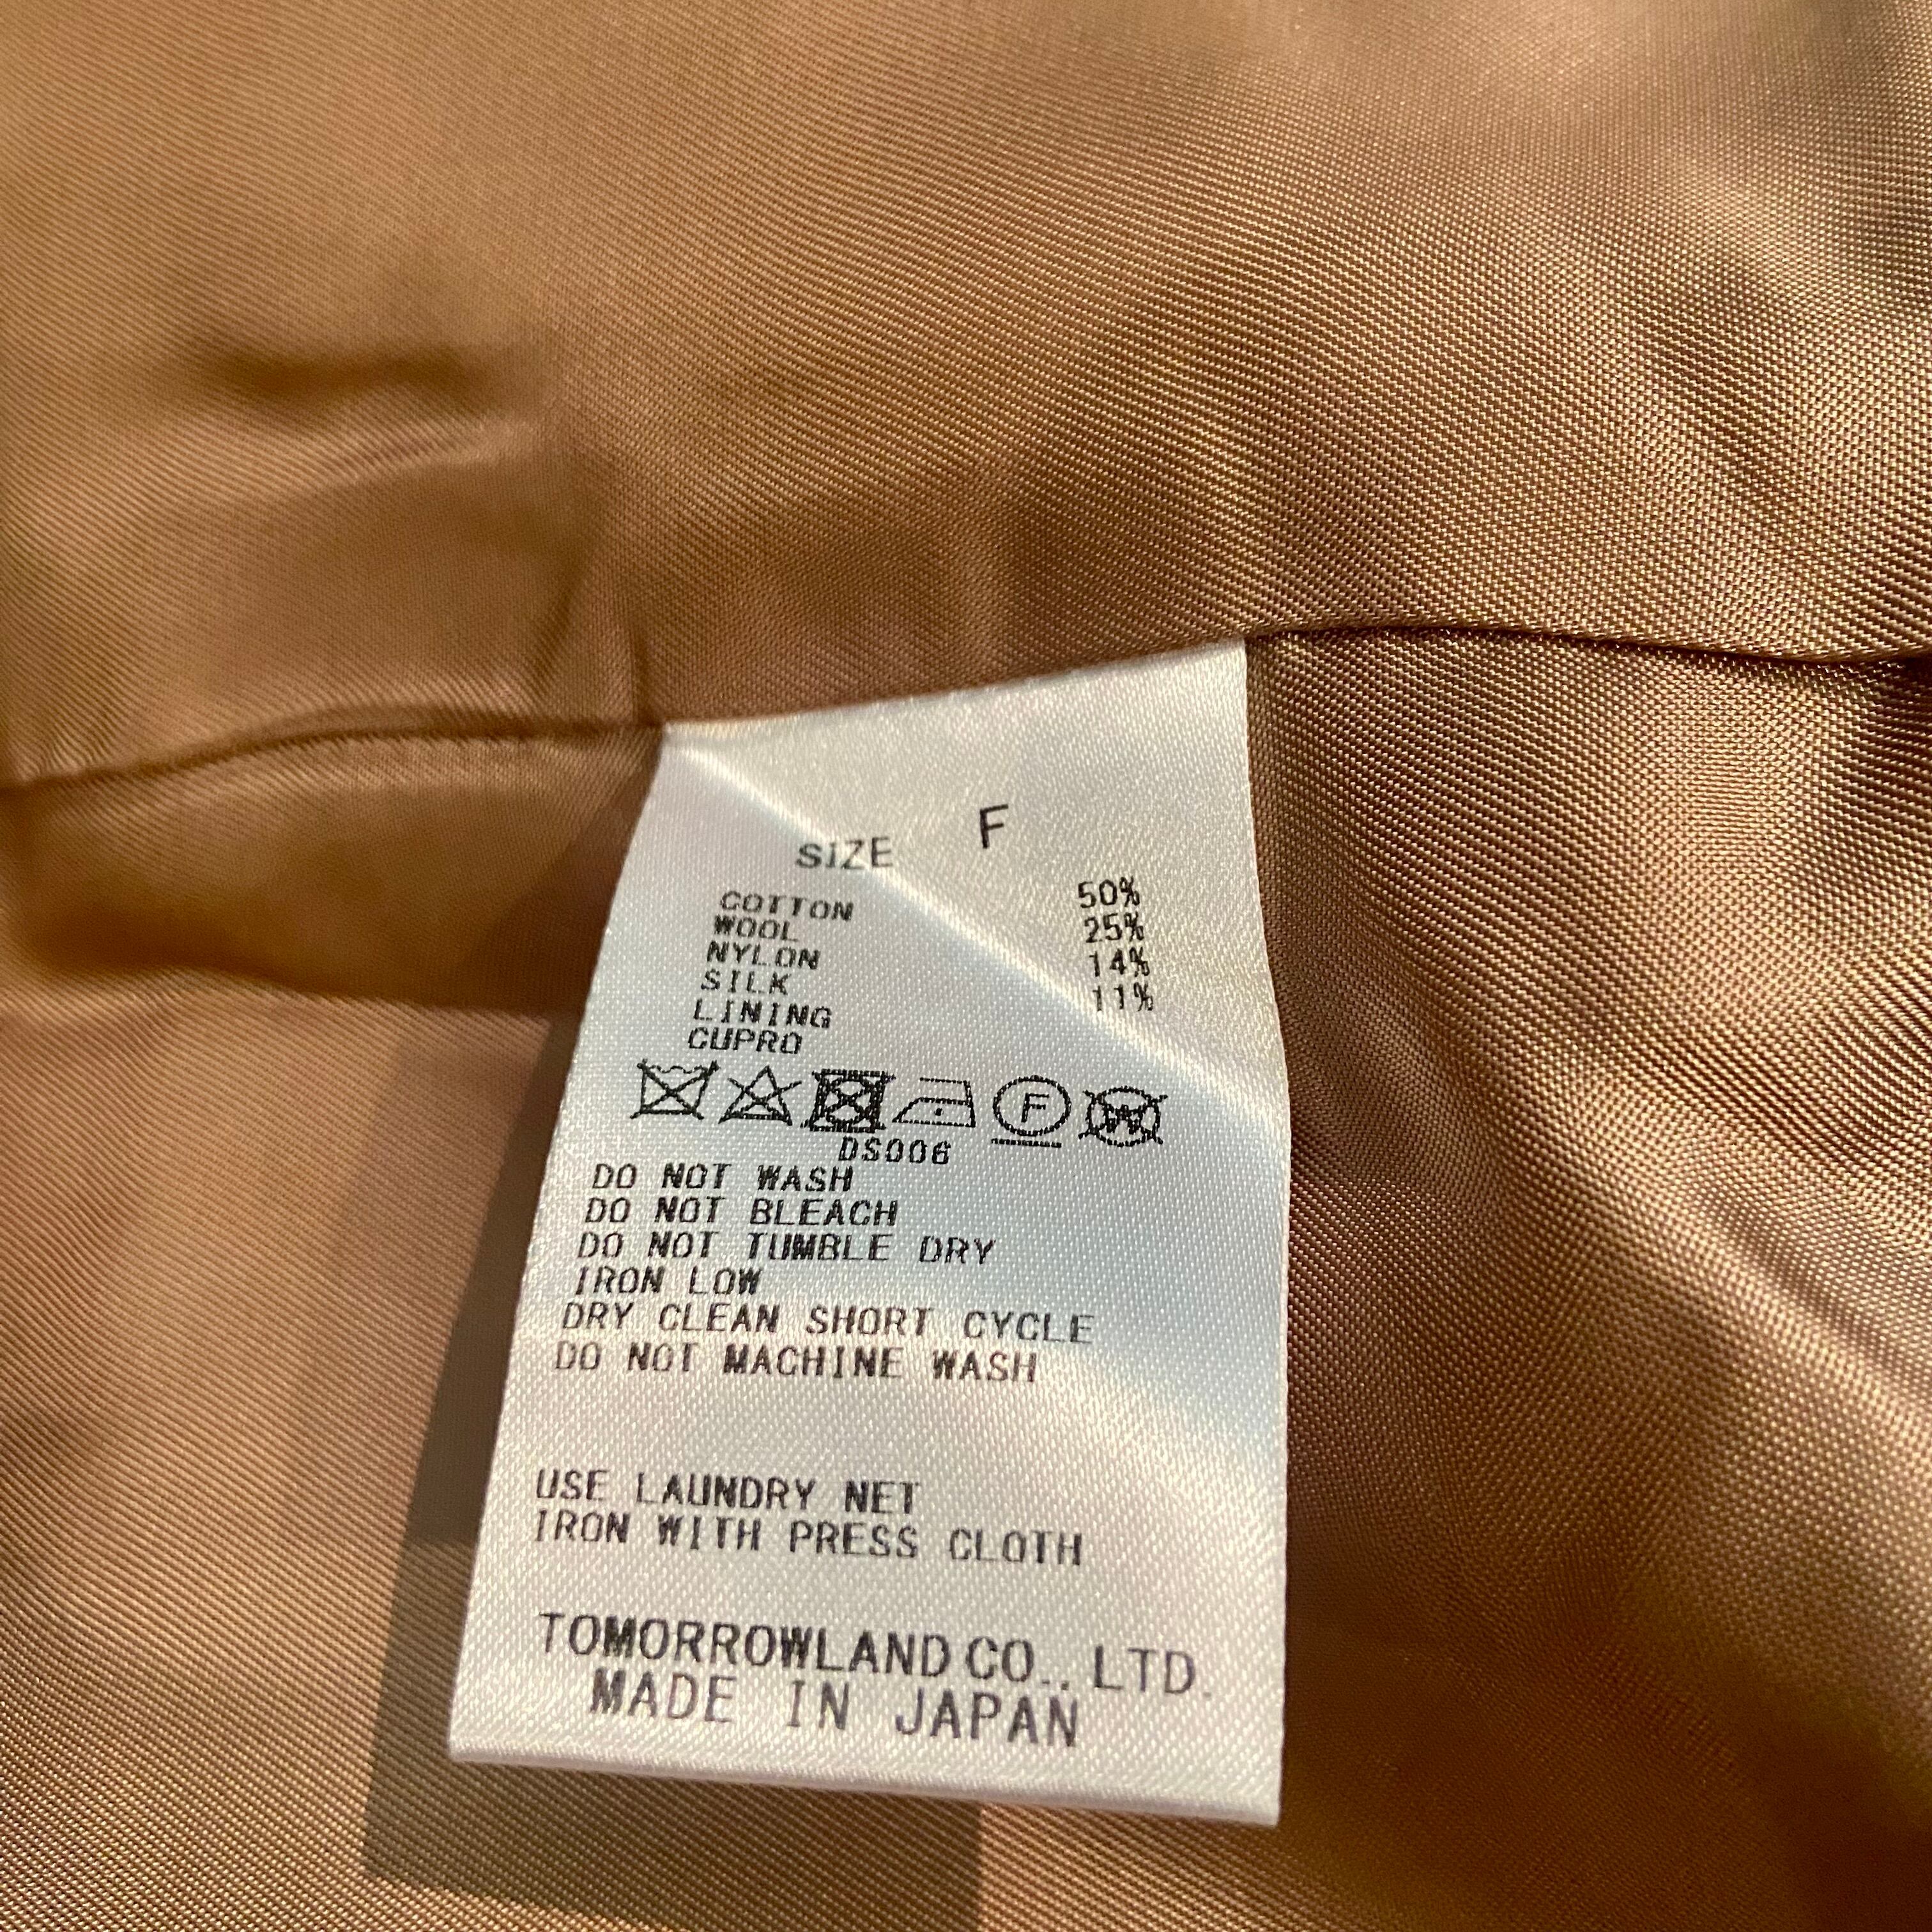 SIZE F
COTTON 50%
WOOL 25%
NYLON 14%
SILK 11%
LINING
CUPRO
F W
DS006
DO NOT WASH
DO NOT BLEACH
DO NOT TUMBLE DRY
IRON LOW
DRY CLEAN SHORT CYCLE
DO NOT MACHINE WASH
USE LAUNDRY NET
IRON WITH PRESS CLOTH
TOMORROWLAND CO., LTD.
MADE IN JAPAN